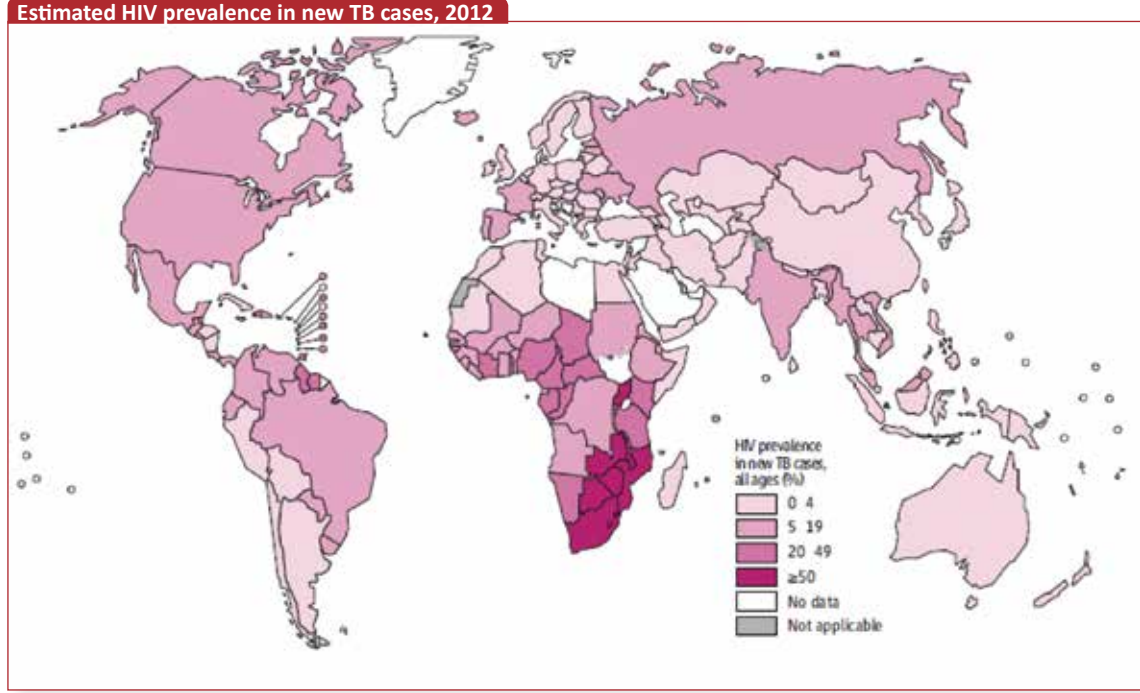 Estimated HIV prevalence in new TB cases, 2012
HIV prevalence
in new TB cases,
all ages (%)
0 4
5 19
20 49
≥50
No data
Not applicable